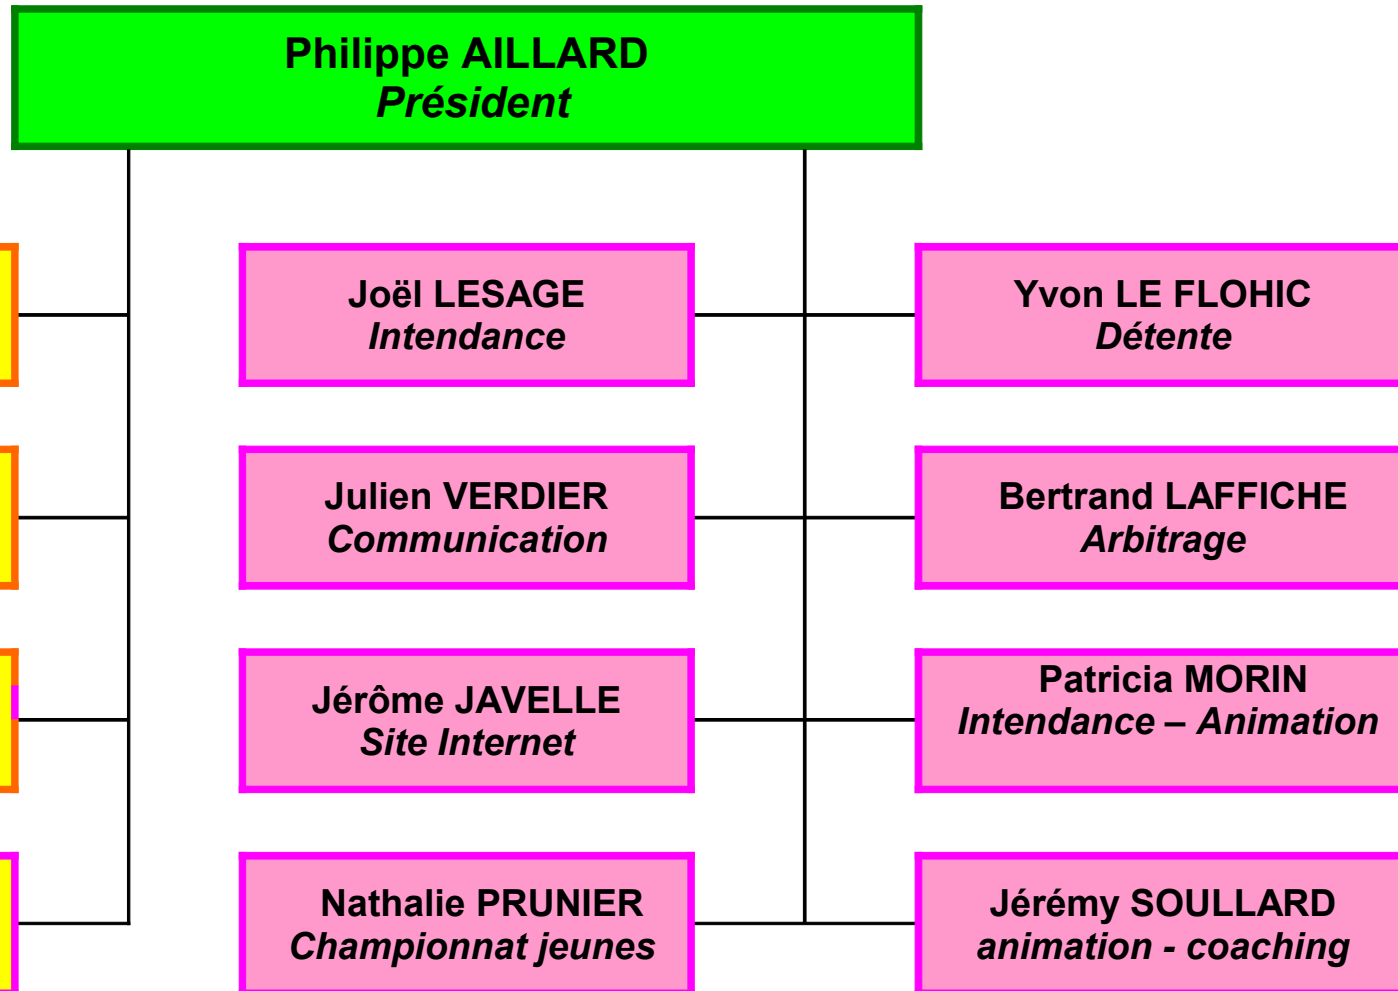 Philippe AILLARD
Président
Joël LESAGE
Intendance
Yvon LE FLOHIC
Détente
Julien VERDIER
Communication
Bertrand LAFFICHE
Arbitrage
Jérôme JAVELLE
Site Internet
Patricia MORIN
Intendance – Animation
Nathalie PRUNIER
Championnat jeunes
Jérémy SOULLARD
animation - coaching